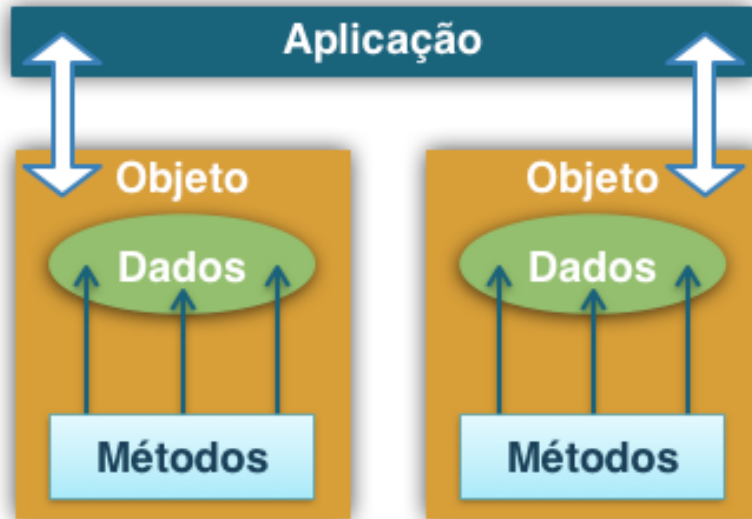 Aplicação
Objeto
Dados
Métodos
Objeto
Dados
Métodos